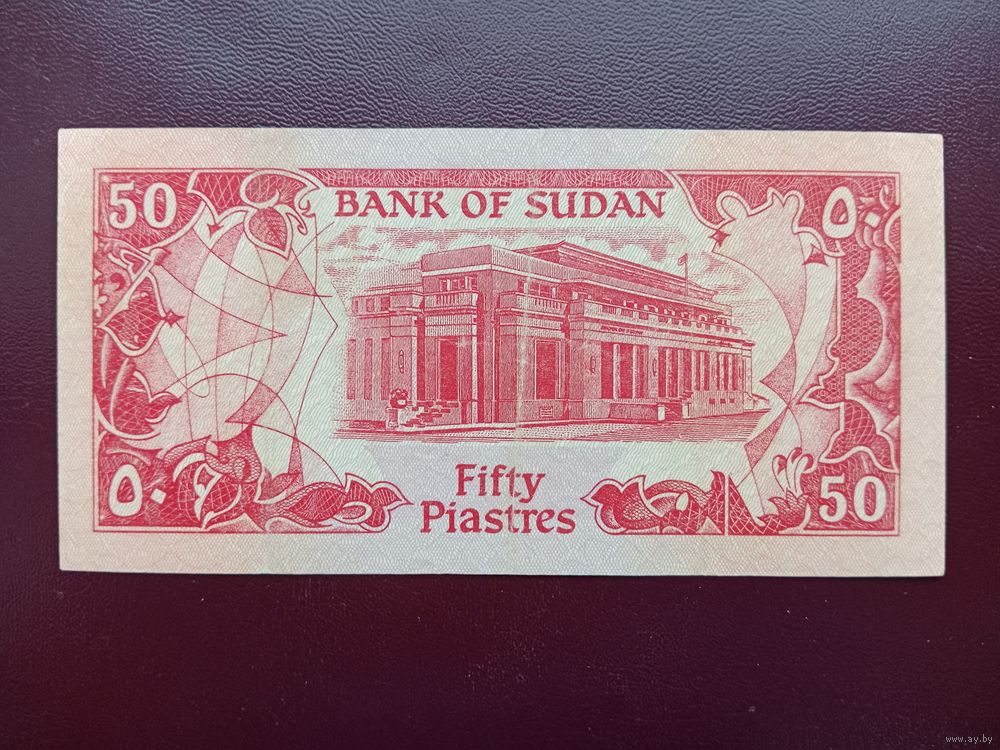 50
BANK OF SUDAN
٥٠
Fifty
Piastres
٥٠
50
www.ay.by